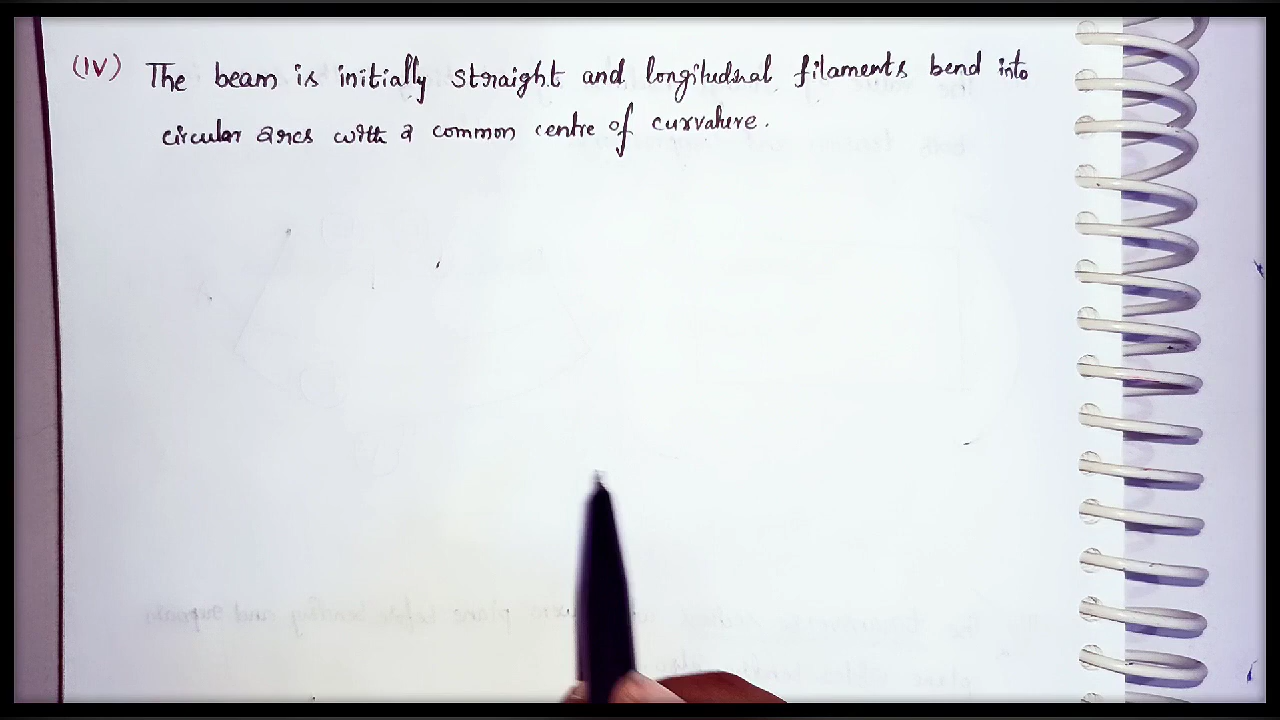 (IV) The beam is initially straight and longitudinal filaments bend into
circular arcs with a common centre of curvature.